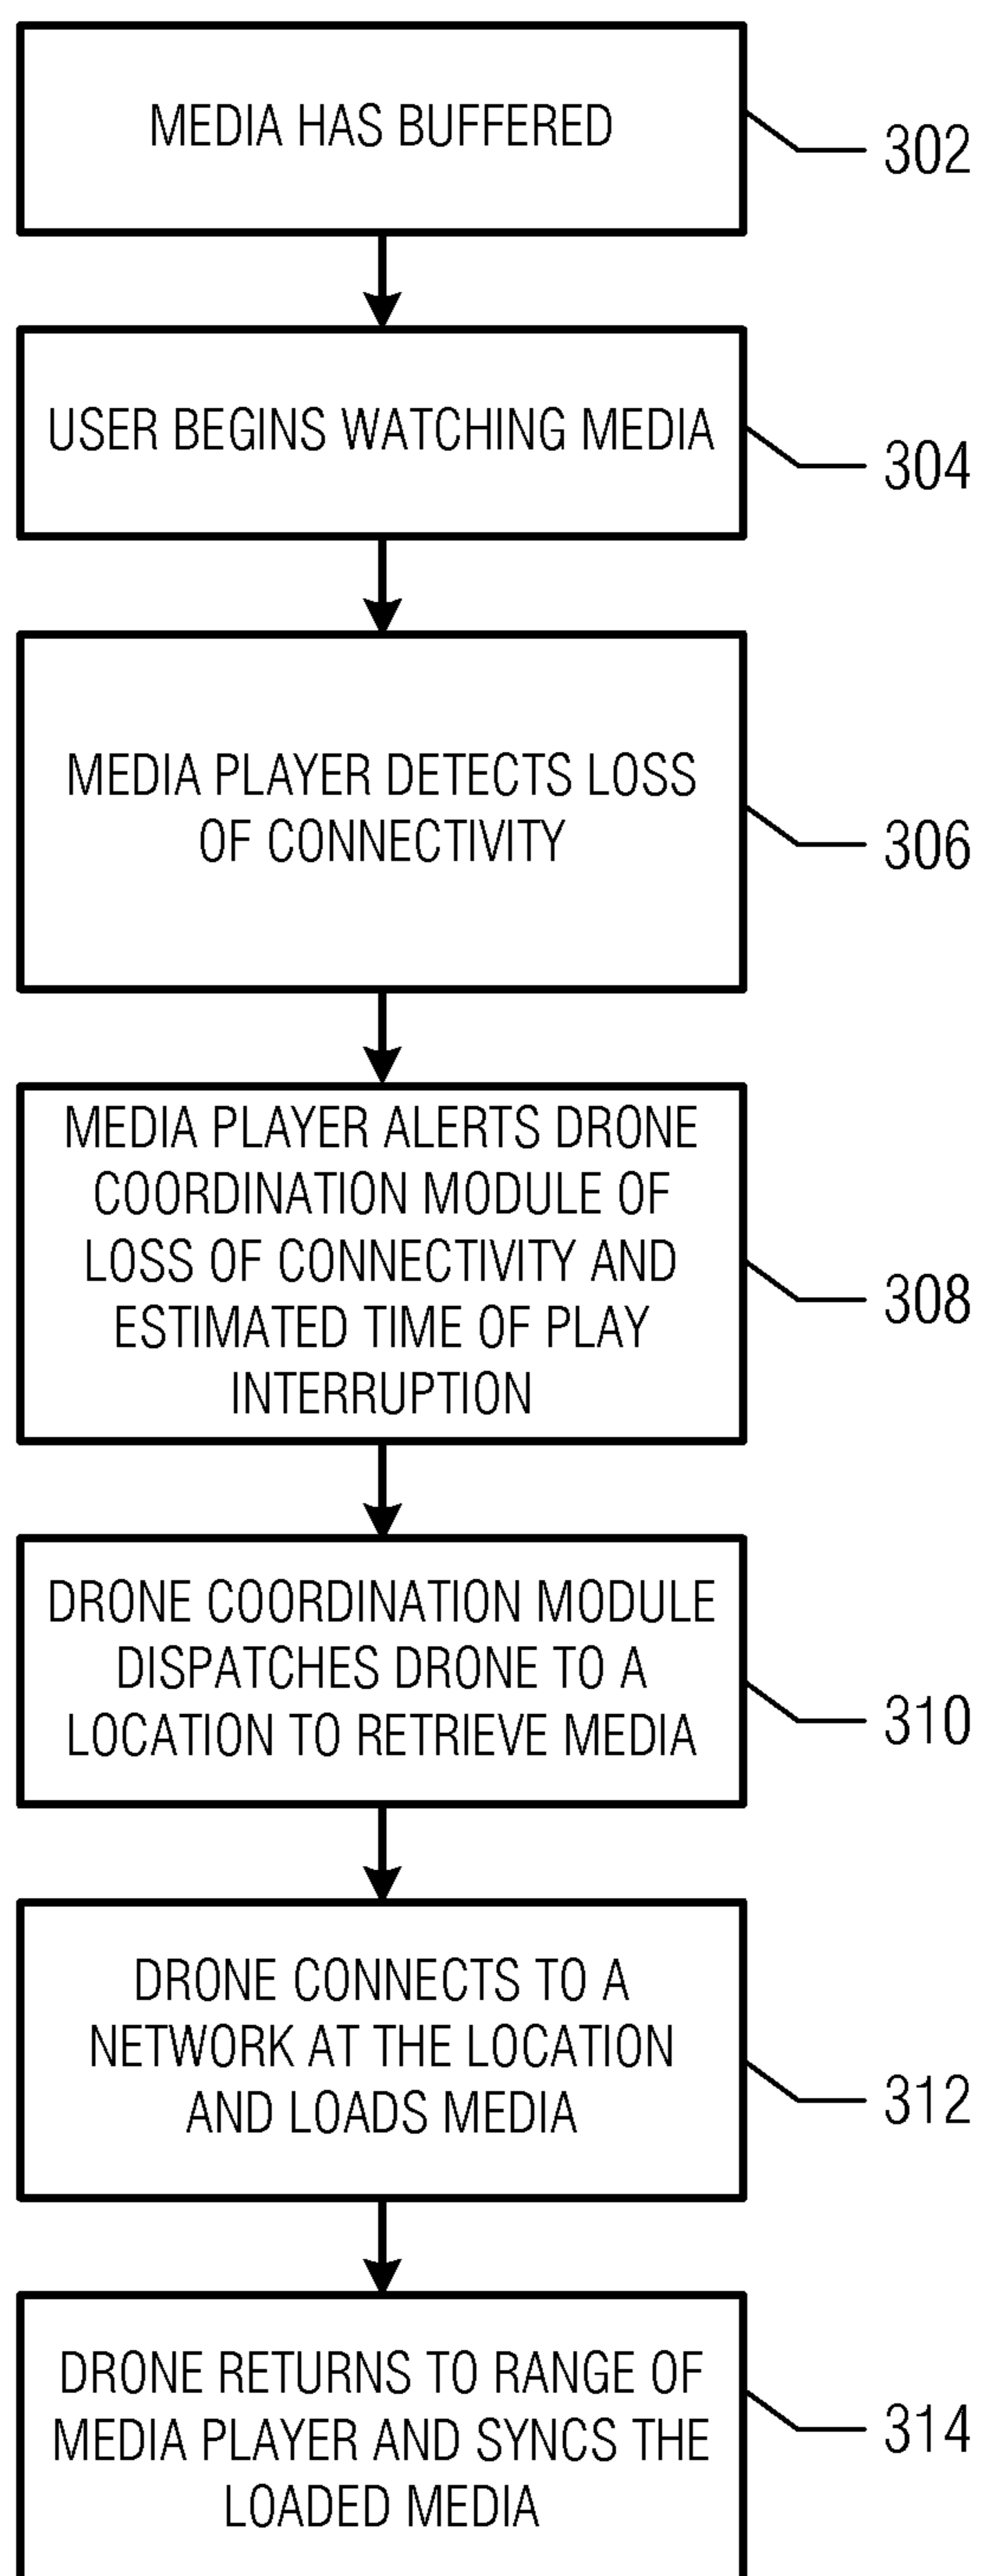 MEDIA HAS BUFFERED
302
USER BEGINS WATCHING MEDIA
304
MEDIA PLAYER DETECTS LOSS
OF CONNECTIVITY
306
MEDIA PLAYER ALERTS DRONE
COORDINATION MODULE OF
LOSS OF CONNECTIVITY AND
ESTIMATED TIME OF PLAY
INTERRUPTION
308
DRONE COORDINATION MODULE
DISPATCHES DRONE TO A
LOCATION TO RETRIEVE MEDIA
310
DRONE CONNECTS TO A
NETWORK AT THE LOCATION
AND LOADS MEDIA
312
DRONE RETURNS TO RANGE OF
MEDIA PLAYER AND SYNCS THE
LOADED MEDIA
314